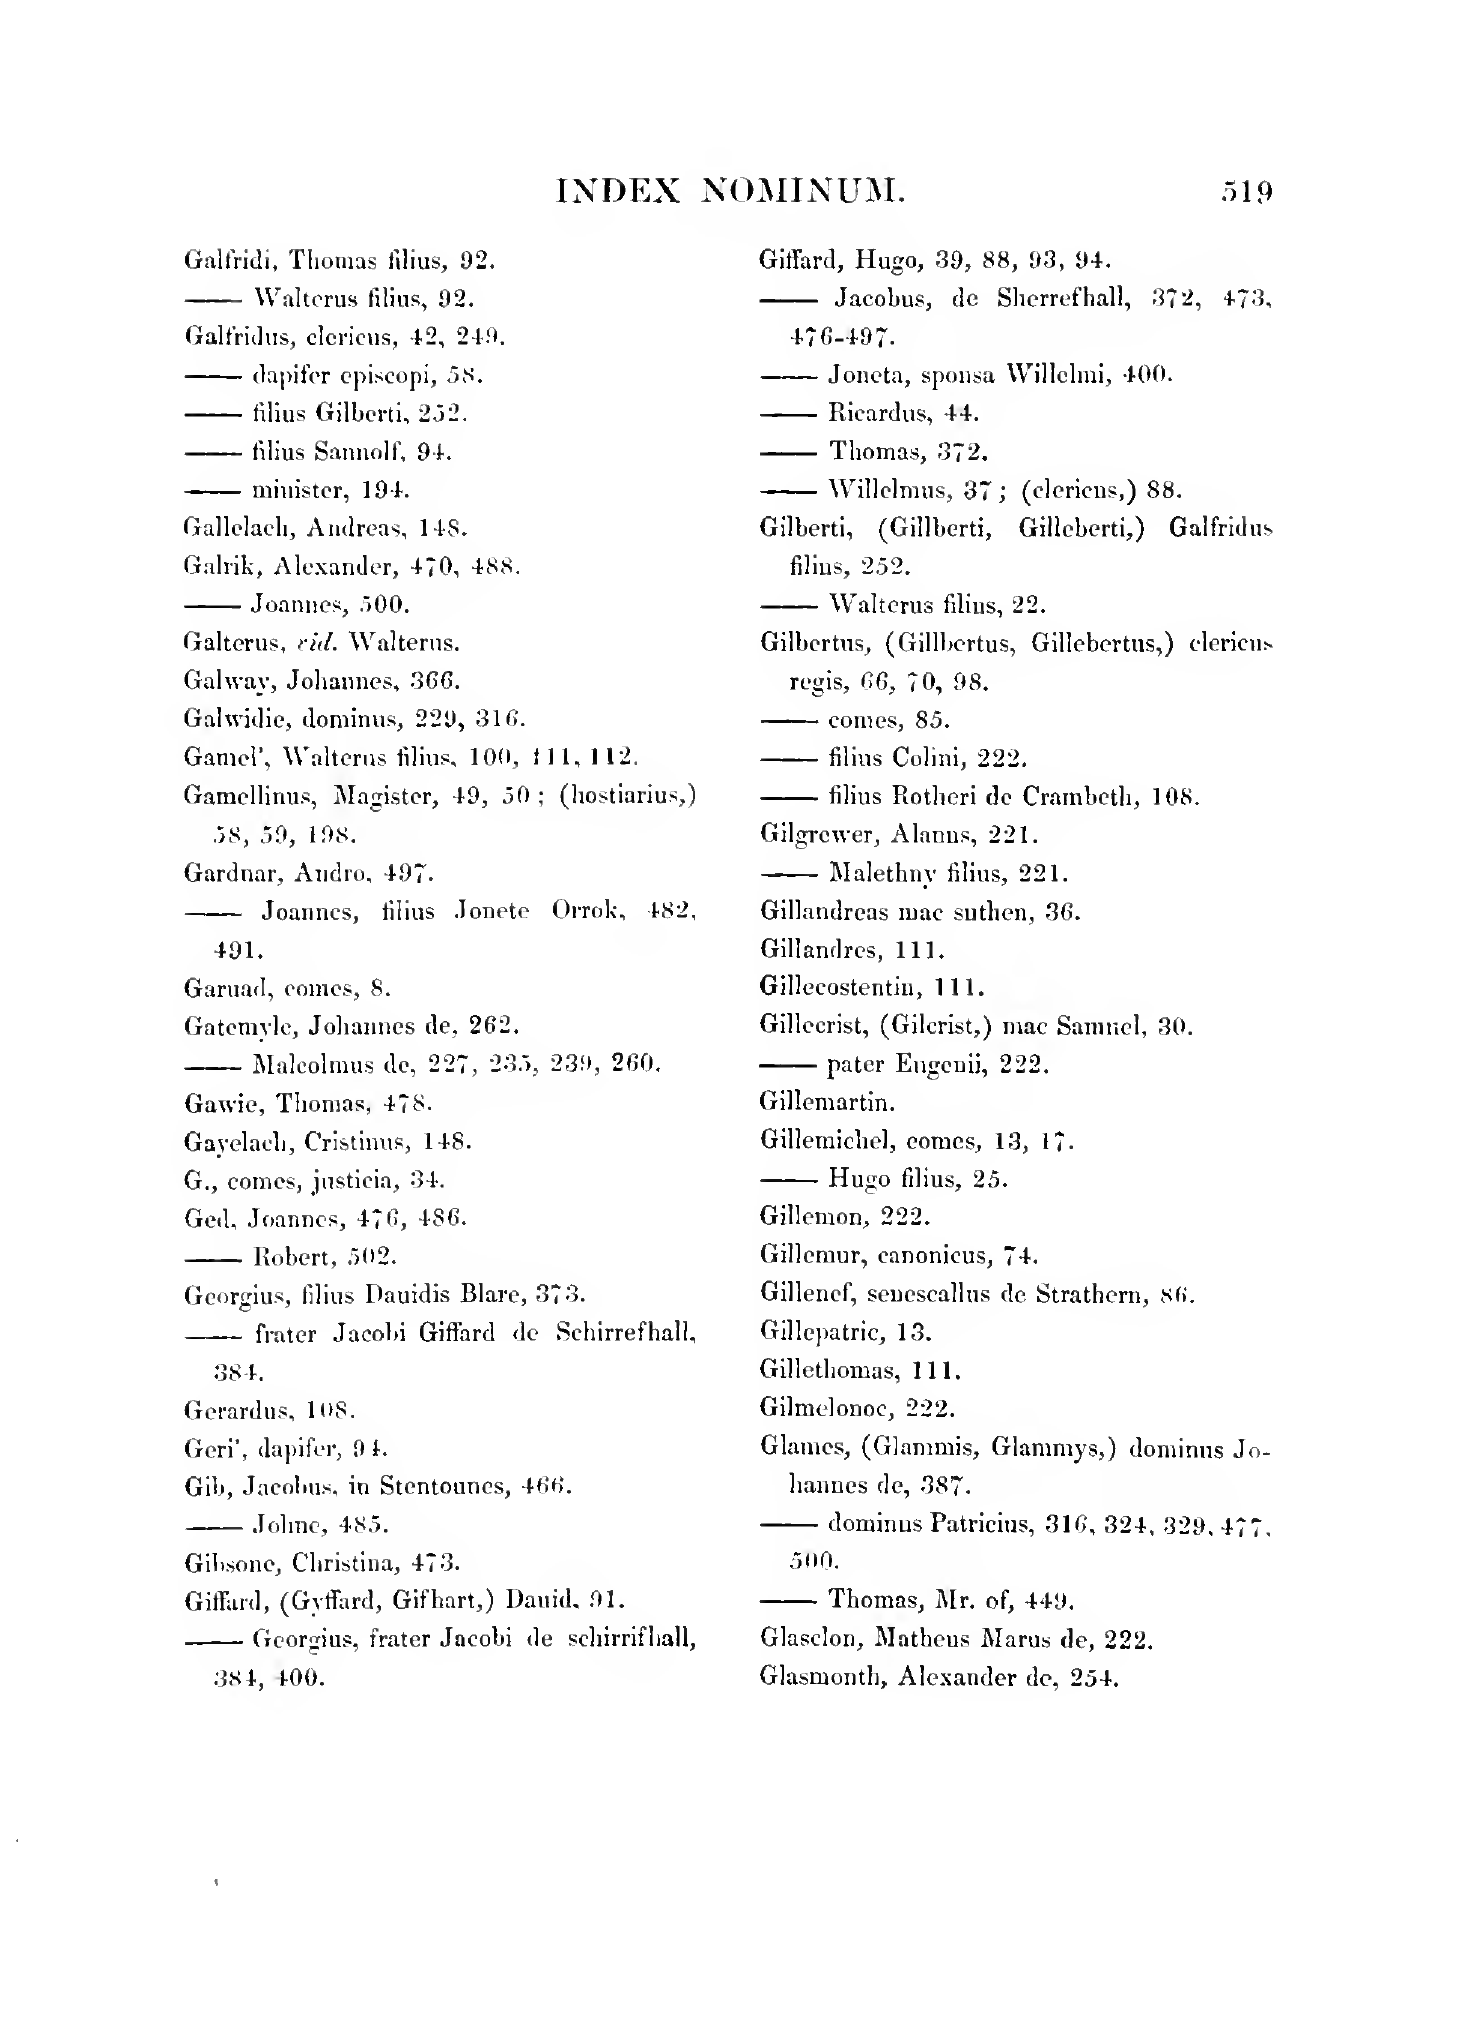 INDEX NOMINUM. 519
Galfridi, Thomas filius, 92.
—— Walterus filius, 92.
Galfridus, clericus, 42, 249.
—— dapifer episcopi, 58.
—— filius Gilberti, 252.
—— filius Sannolf, 94.
—— minister, 194.
Gallelach, Andreas, 148.
Galrik, Alexander, 470, 488.
—— Joannes, 500.
Galterus, vid. Walterus.
Galway, Johannes, 366.
Galwidie, dominus, 229, 316.
Gamel', Walterus filius, 100, 111, 112.
Gamellinus, Magister, 49, 50; (hostiarius,)
58, 59, 198.
Gardnar, Andro, 497.
—— Joannes, filius Jonete Orrok, 482,
491.
Garuad, comes, 8.
Gatemyle, Johannes de, 262.
—— Malcolmus de, 227, 235, 239, 260.
Gawie, Thomas, 478.
Gayelach, Cristinus, 148.
G., comes, justicia, 34.
Ged, Joannes, 476, 486.
—— Robert, 502.
Georgius, filius Dauidis Blare, 373.
—— frater Jacobi Giffard de Schirrefhall,
384.
Gerardus, 108.
Geri', dapifer, 94.
Gib, Jacobus, in Stentounes, 466.
—— Johne, 485.
Gibsone, Christina, 473.
Giffard, (Gyffard, Gifhart,) Dauid, 91.
—— Georgius, frater Jacobi de schirrifhall,
384, 400.
Giffard, Hugo, 39, 88, 93, 94.
—— Jacobus, de Sherrefhall, 372, 473,
476-497.
—— Joneta, sponsa Willelmi, 400.
—— Ricardus, 44.
—— Thomas, 372.
—— Willelmus, 37; (clericus,) 88.
Gilberti, (Gillberti, Gilleberti,) Galfridus
filius, 252.
—— Walterus filius, 22.
Gilbertus, (Gillbertus, Gillebertus,) clericus
regis, 66, 70, 98.
—— comes, 85.
—— filius Colini, 222.
—— filius Rotheri de Crambeth, 108.
Gilgrewer, Alanus, 221.
—— Malethny filius, 221.
Gillandreas mac suthen, 36.
Gillandres, 111.
Gillecostentin, 111.
Gillecrist, (Gilcrist,) mac Samuel, 30.
—— pater Eugenii, 222.
Gillemartin.
Gillemichel, comes, 13, 17.
—— Hugo filius, 25.
Gillemon, 222.
Gillemur, canonicus, 74.
Gillenef, senescallus de Strathern, 86.
Gillepatric, 13.
Gillethomas, 111.
Gilmelonoc, 222.
Glames, (Glammis, Glammys,) dominus Jo-
hannes de, 387.
—— dominus Patricius, 316, 324, 329, 477,
500.
—— Thomas, Mr. of, 449.
Glasclon, Matheus Marus de, 222.
Glasmonth, Alexander de, 254.